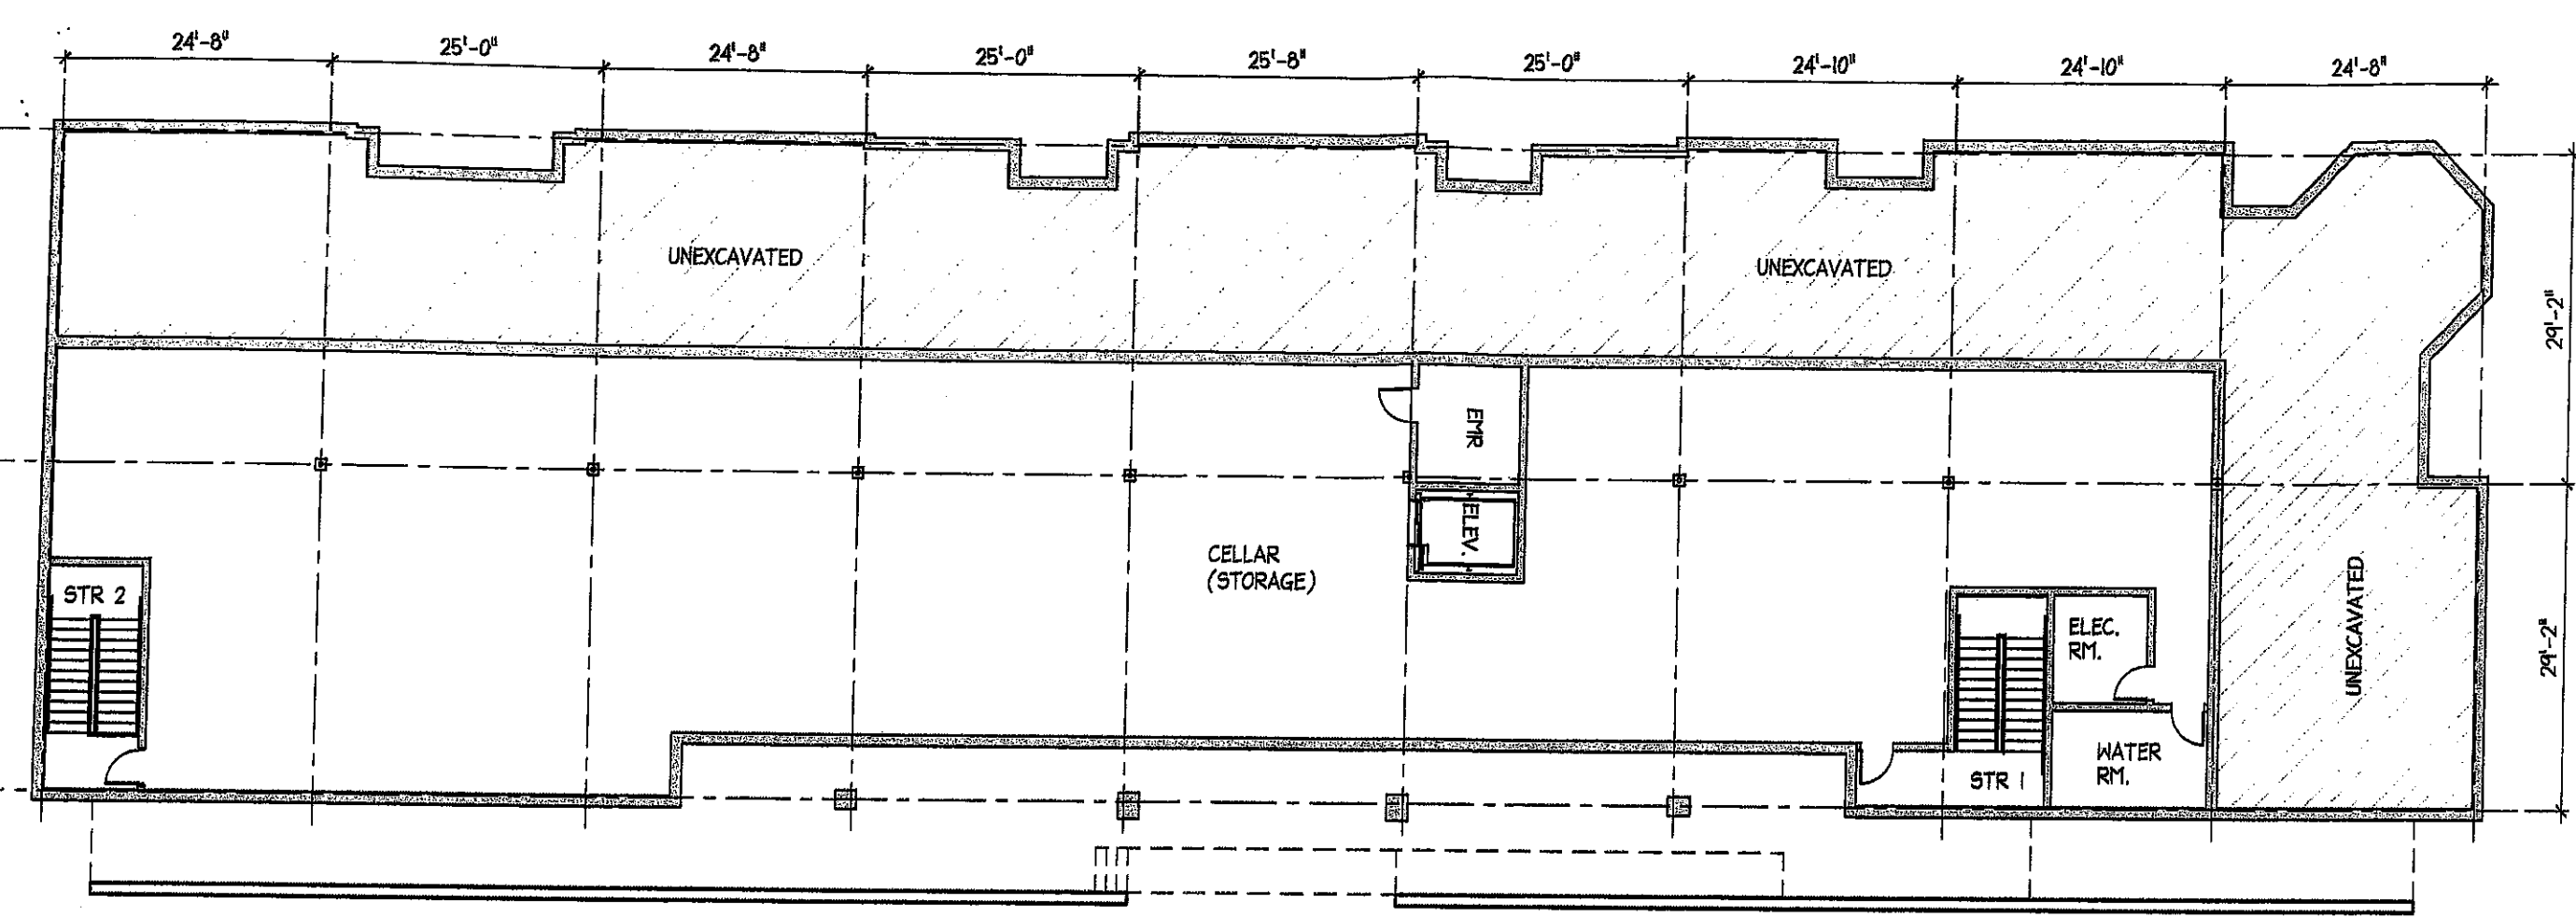 24'-8"
25'-0"
24'-8"
25'-0"
25'-8"
25'-0"
24'-10"
24'-10"
24'-8"
UNEXCAVATED
UNEXCAVATED
29'-2"
EMR
ELEV.
CELLAR
(STORAGE)
STR 2
ELEC.
RM.
UNEXCAVATED
29'-2"
WATER
RM.
STR 1